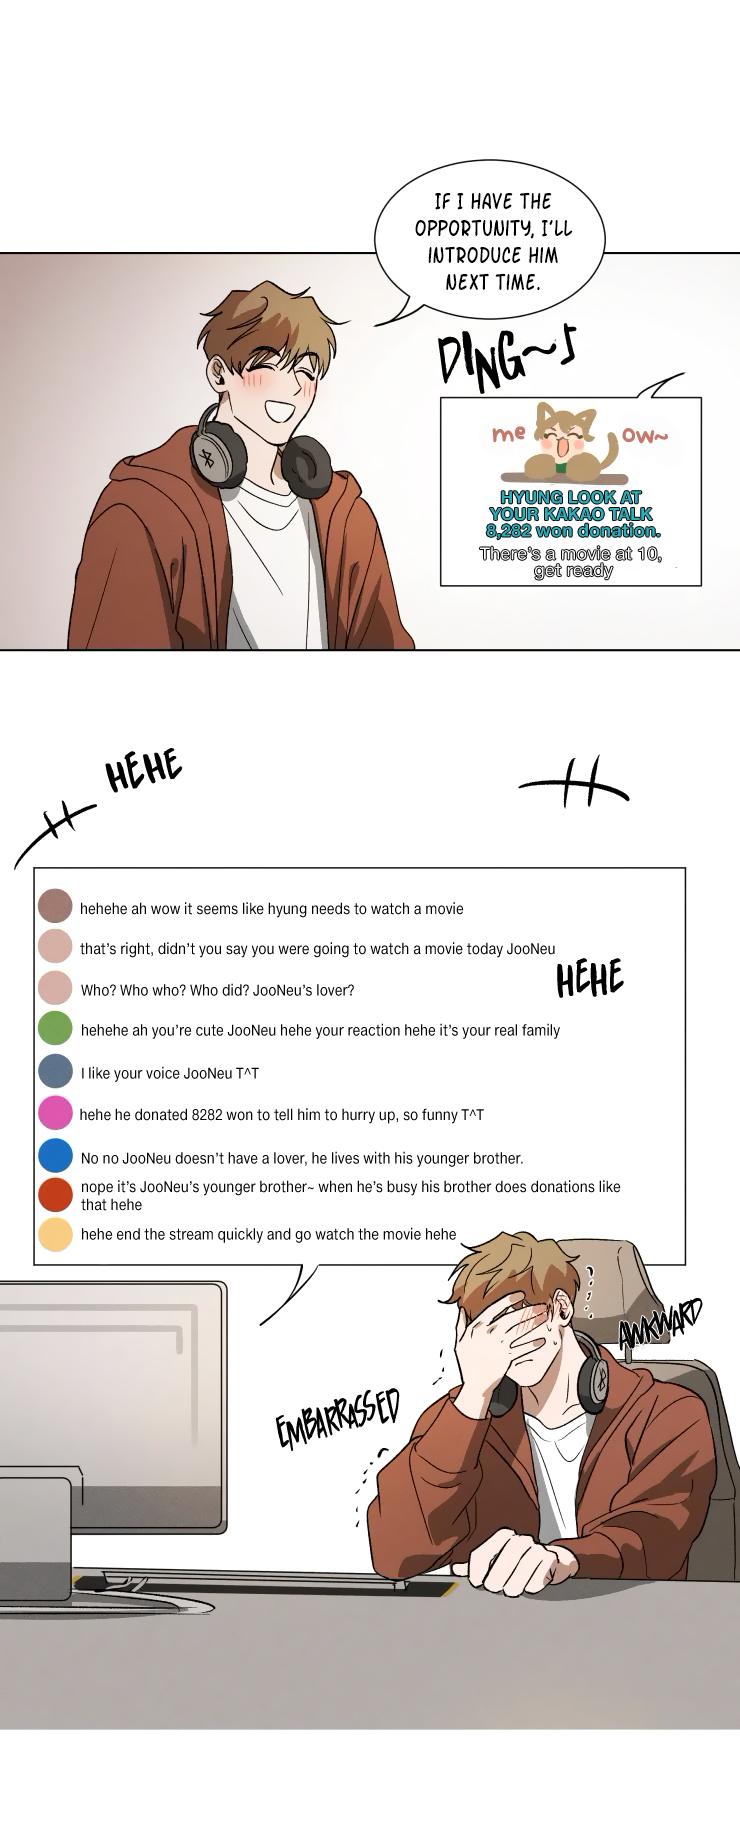 IF I HAVE THE
OPPORTUNITY, I'LL
INTRODUCE HIM
NEXT TIME.
DING~♪
me ow~
HYUNG LOOK AT
YOUR KAKAO TALK
8,282 won donation.
There's a movie at 10,
get ready
HEHE
hehehe ah wow it seems like hyung needs to watch a movie
that's right, didn't you say you were going to watch a movie today JooNeu
HEHE
Who? Who who? Who did? JooNeu's lover?
hehehe ah you're cute JooNeu hehe your reaction hehe it's your real family
I like your voice JooNeu T^T
hehe he donated 8282 won to tell him to hurry up, so funny T^T
No no JooNeu doesn't have a lover, he lives with his younger brother.
nope it's JooNeu's younger brother~ when he's busy his brother does donations like
that hehe
hehe end the stream quickly and go watch the movie hehe
AWKWARD
EMBARRASSED